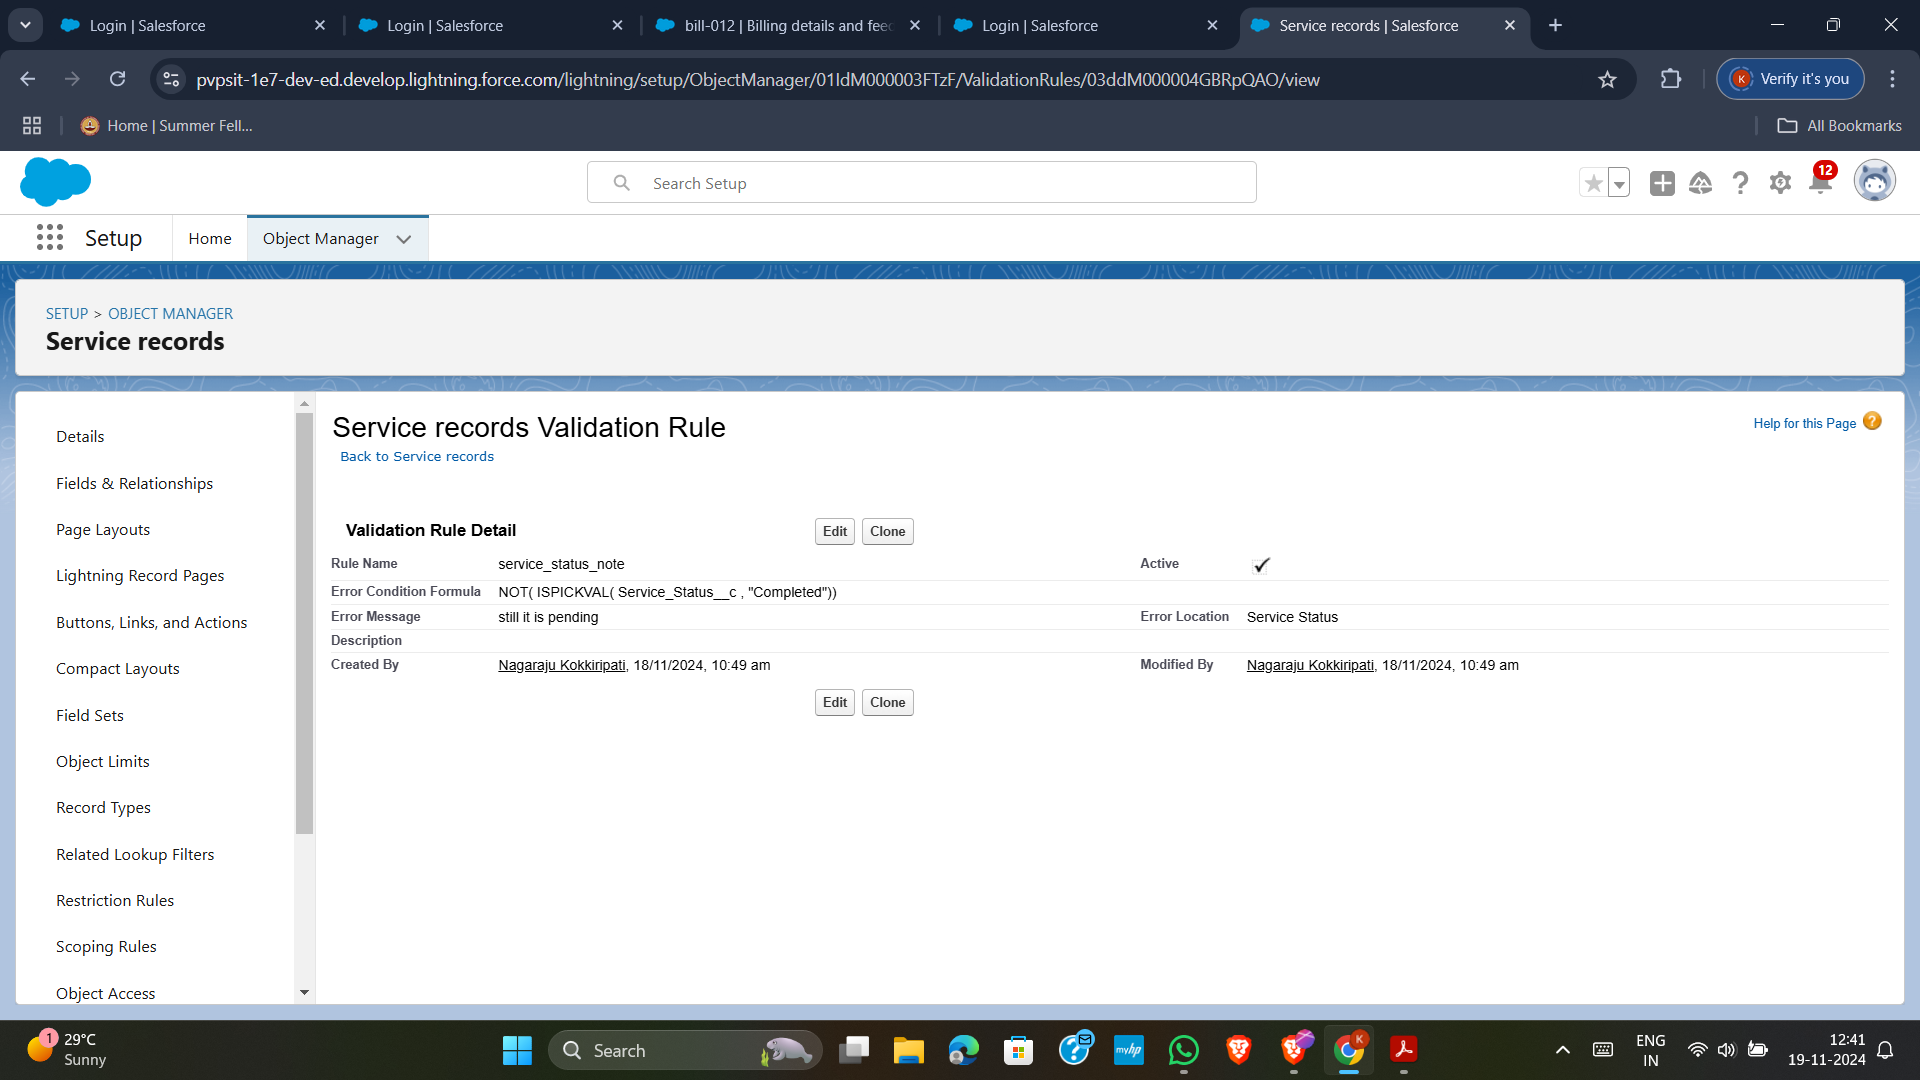 Login | Salesforce
Login | Salesforce
bill-012 | Billing details and fee
Login | Salesforce
Service records | Salesforce
pvpsit-1e7-dev-ed.develop.lightning.force.com/lightning/setup/ObjectManager/01IdM000003FTzF/ValidationRules/03ddM000004GBRpQAO/view
K
Verify it's you
Home | Summer Fell...
All Bookmarks
Search Setup
12
Setup
Home
Object Manager
SETUP > OBJECT MANAGER
Service records
Details
Fields & Relationships
Page Layouts
Lightning Record Pages
Buttons, Links, and Actions
Compact Layouts
Field Sets
Object Limits
Record Types
Related Lookup Filters
Restriction Rules
Scoping Rules
Object Access
Service records Validation Rule
Help for this Page ?
Back to Service records
Validation Rule Detail
Edit Clone
Rule Name service_status_note Active
Error Condition Formula NOT( ISPICKVAL( Service_Status__c , "Completed"))
Error Message still it is pending Error Location Service Status
Description
Created By Nagaraju Kokkiripati, 18/11/2024, 10:49 am Modified By Nagaraju Kokkiripati, 18/11/2024, 10:49 am
Edit Clone
1
29°C
Sunny
Search
myhp
K
ENG
IN
12:41
19-11-2024